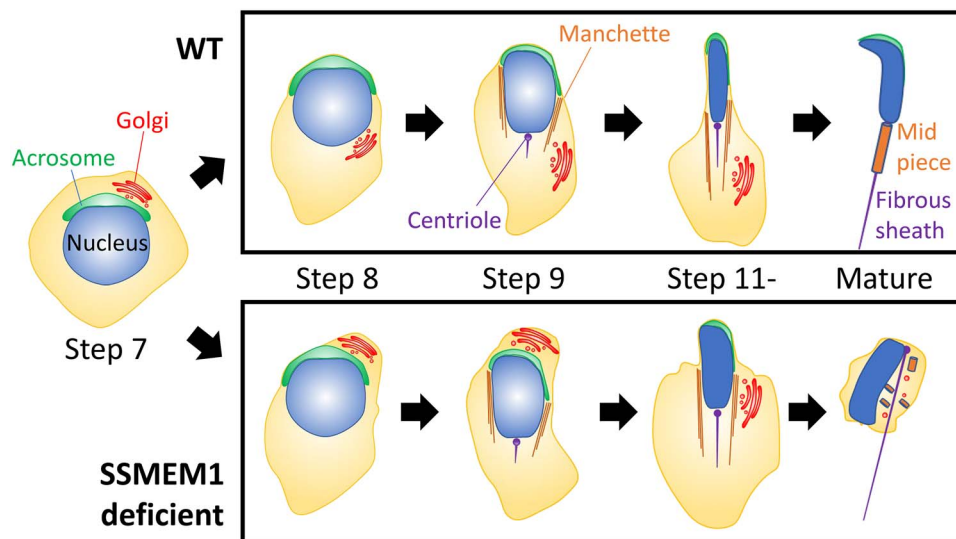 WT
Manchette
Golgi
Acrosome
Mid
piece
Nucleus
Centriole
Fibrous
sheath
Step 8
Step 9
Step 11-
Mature
Step 7
SSMEM1
deficient